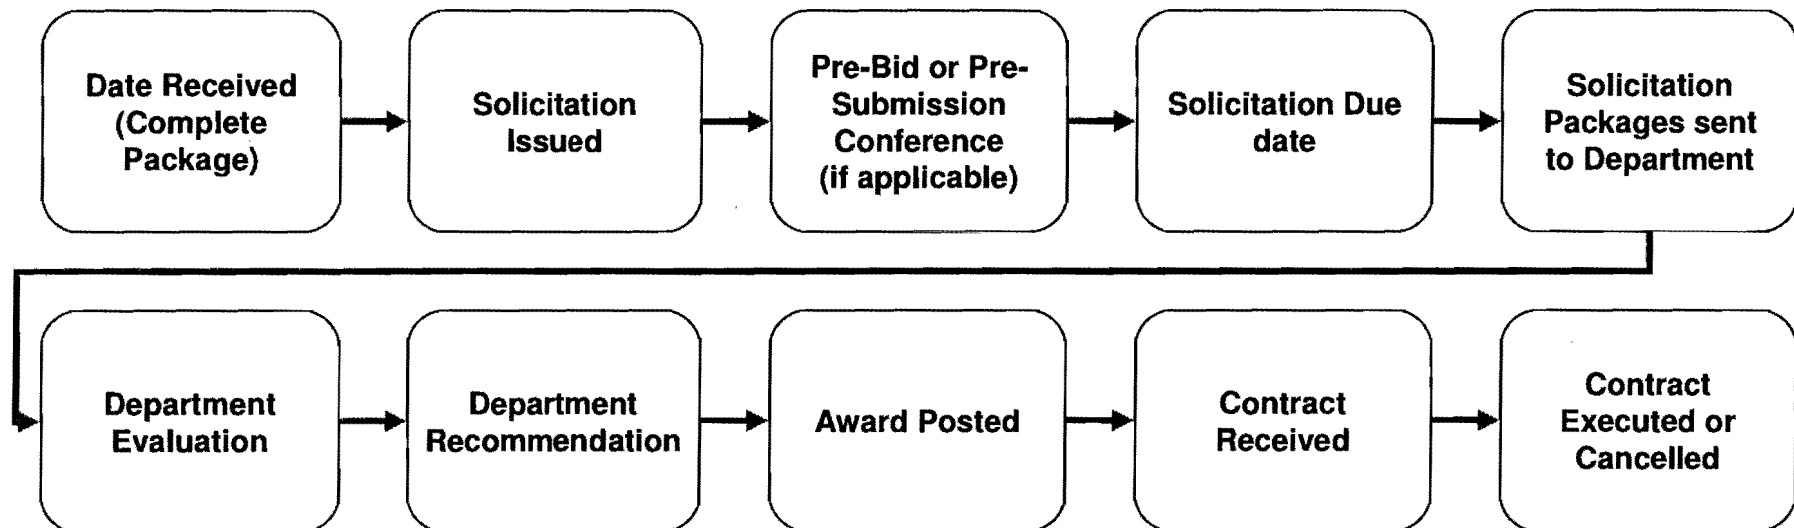 Date Received
(Complete
Package)
Solicitation
Issued
Pre-Bid or Pre-
Submission
Conference
(if applicable)
Solicitation Due
date
Solicitation
Packages sent
to Department
Department
Evaluation
Department
Recommendation
Award Posted
Contract
Received
Contract
Executed or
Cancelled